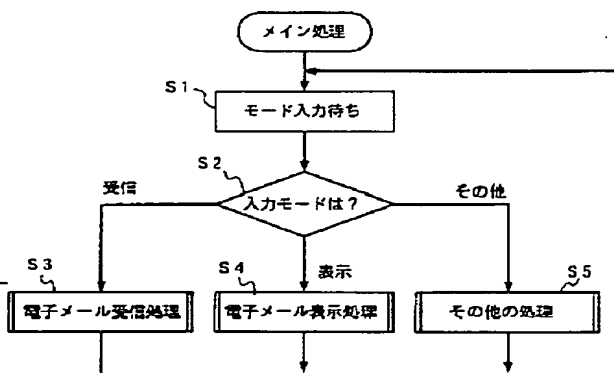 メイン処理
S1
モード入力待ち
S2
入力モードは?
受信
その他
表示
S3
電子メール受信処理
S4
電子メール表示処理
S5
その他の処理